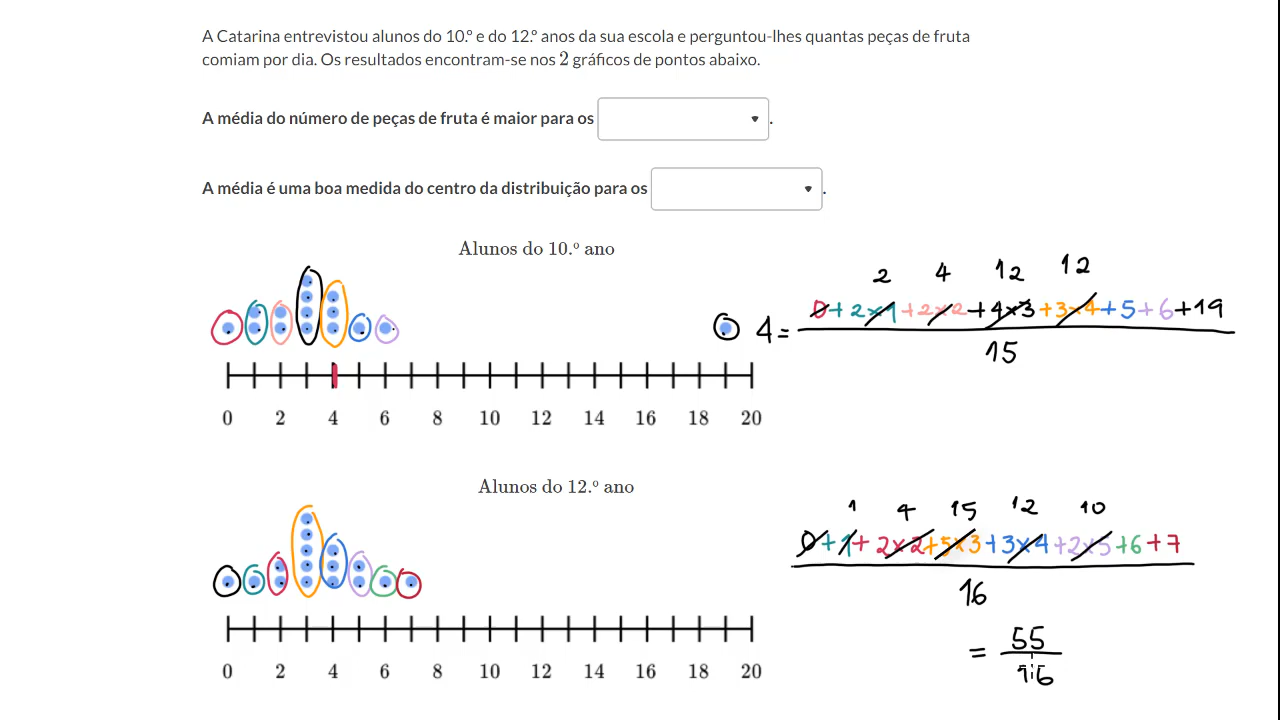 A Catarina entrevistou alunos do 10.º e do 12.º anos da sua escola e perguntou-lhes quantas peças de fruta
comiam por dia. Os resultados encontram-se nos 2 gráficos de pontos abaixo.
A média do número de peças de fruta é maior para os .
A média é uma boa medida do centro da distribuição para os .
Alunos do 10.º ano
2 4 12 12
4 = 0+2×1+2×2+4×3+3×4+5+6+19
15
0 2 4 6 8 10 12 14 16 18 20
Alunos do 12.º ano
1 4 15 12 10
0+1+2×2+5×3+3×4+2×5+6+7
16
= 55
16
0 2 4 6 8 10 12 14 16 18 20